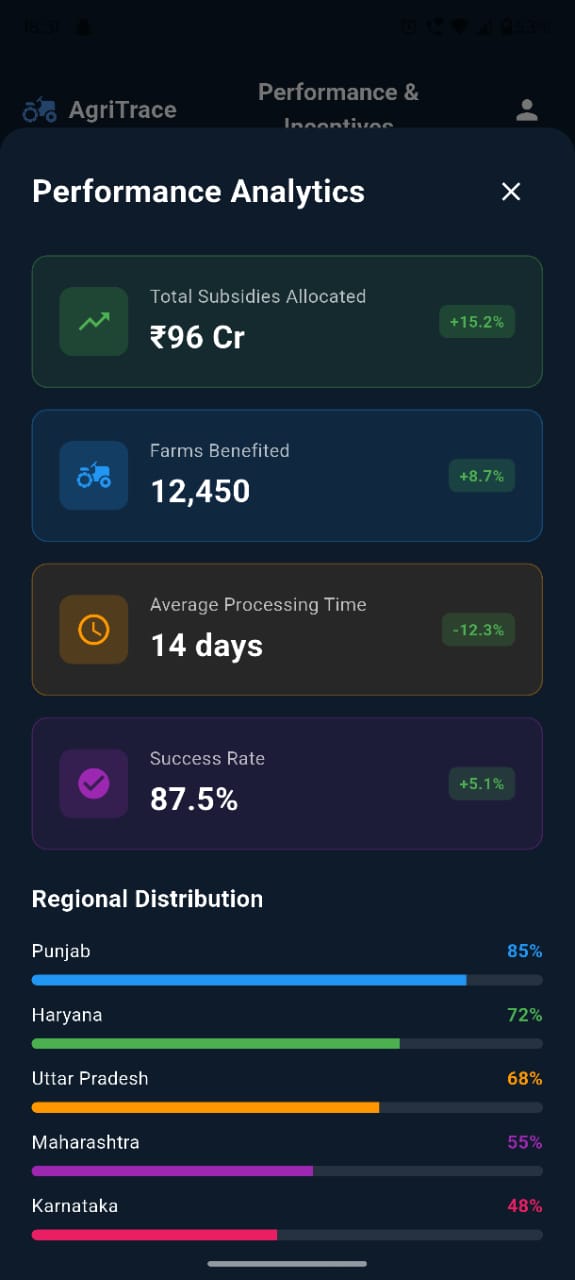 AgriTrace
Performance &
Incentives
Performance Analytics
Total Subsidies Allocated
₹96 Cr
+15.2%
Farms Benefited
12,450
+8.7%
Average Processing Time
14 days
-12.3%
Success Rate
87.5%
+5.1%
Regional Distribution
Punjab
85%
Haryana
72%
Uttar Pradesh
68%
Maharashtra
55%
Karnataka
48%